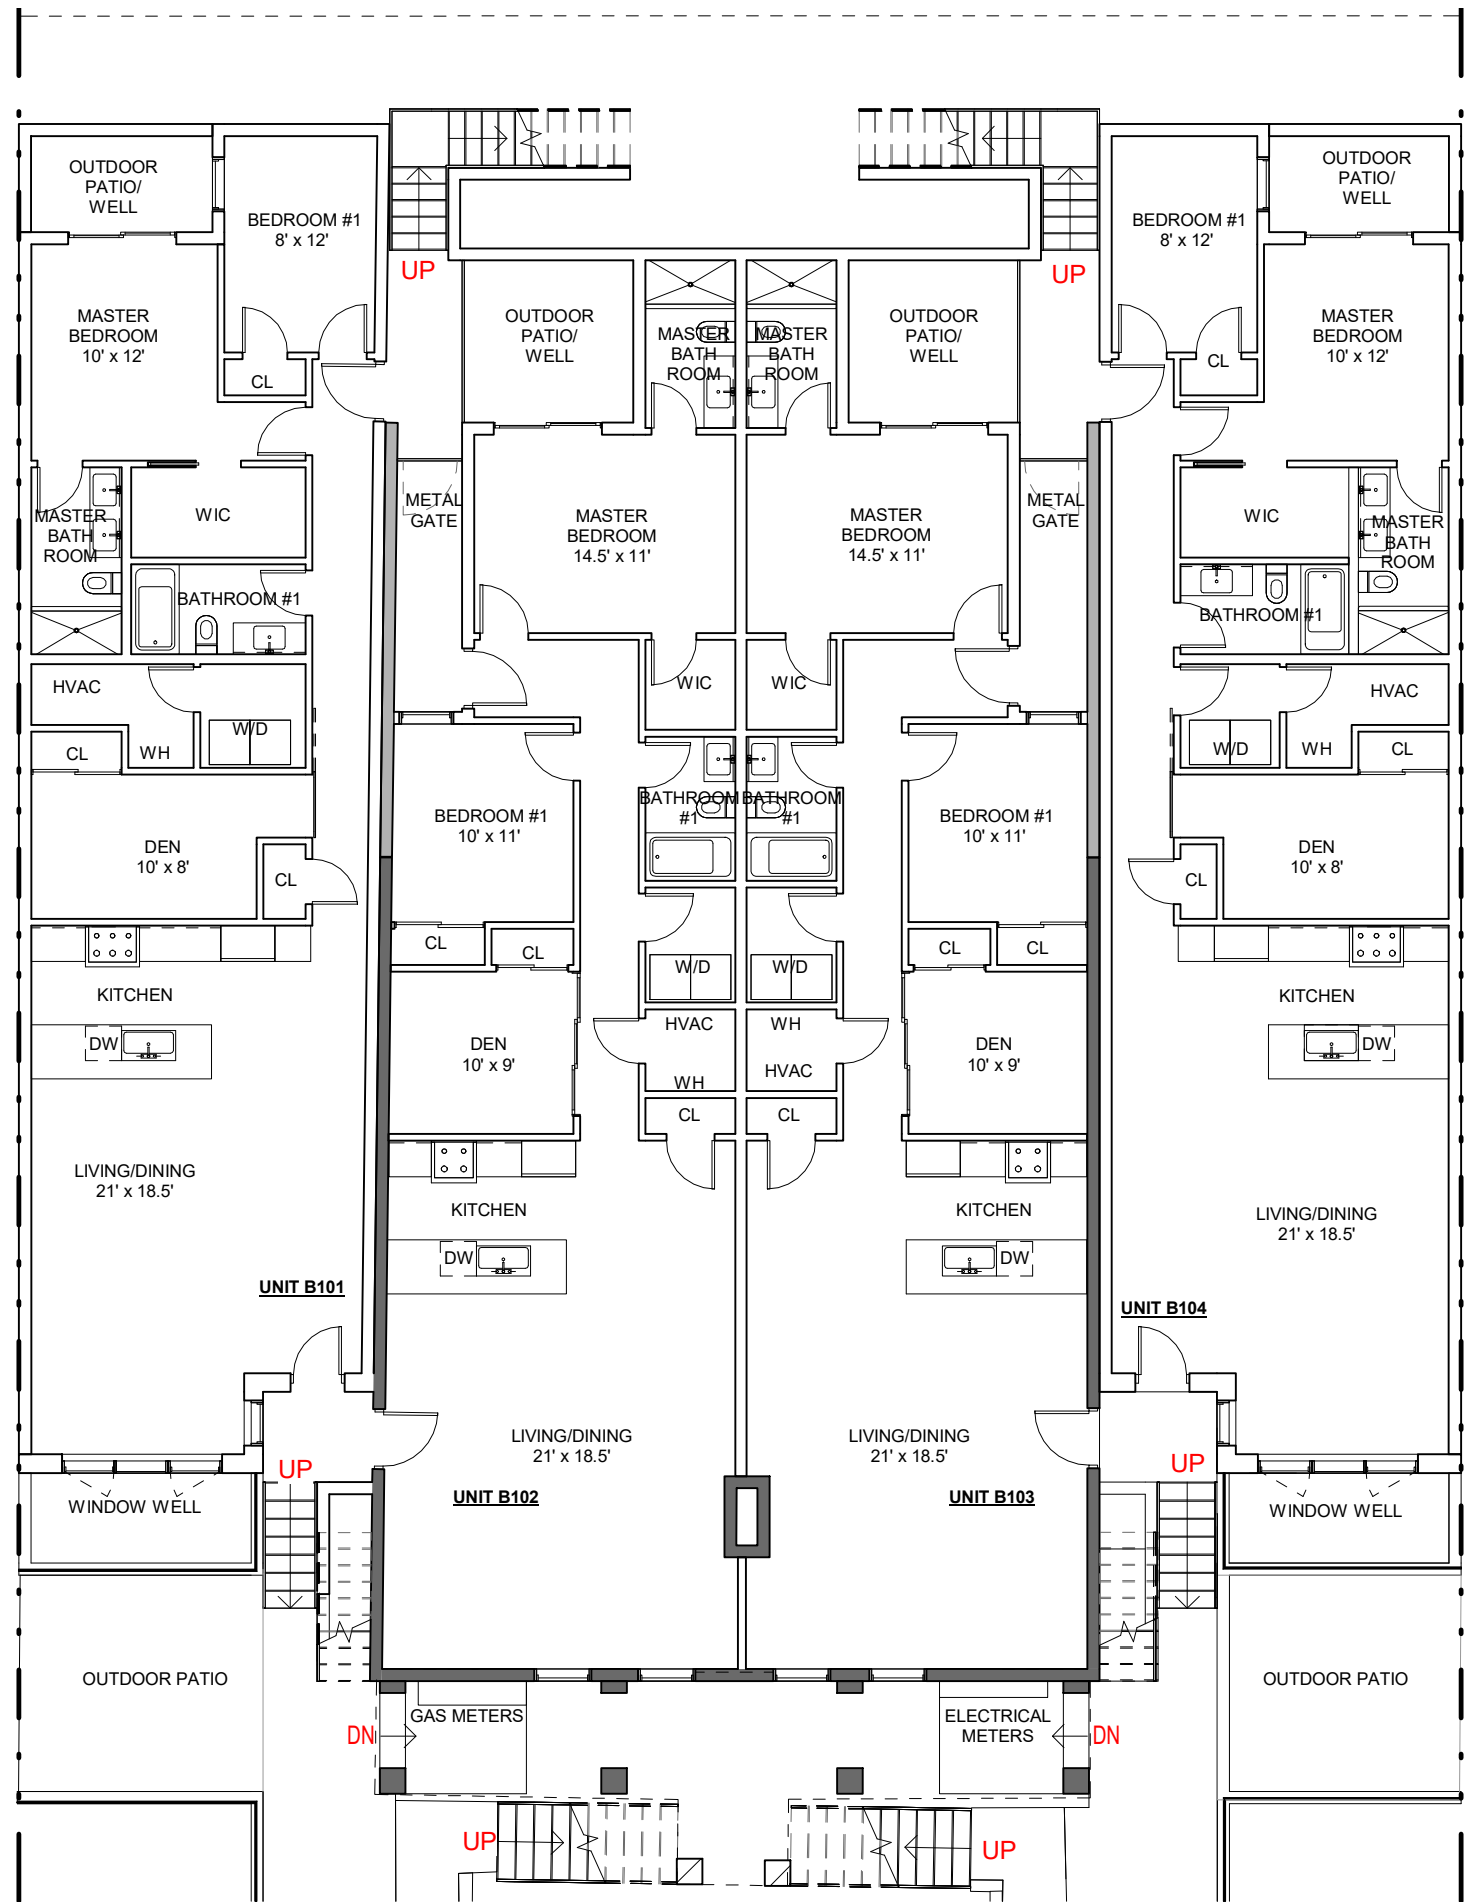 OUTDOOR
PATIO/
WELL
BEDROOM #1
8' x 12'
UP
MASTER
BEDROOM
10' x 12'
CL
OUTDOOR
PATIO/
WELL
MASTER
BATH
ROOM
MASTER
BATH
ROOM
OUTDOOR
PATIO/
WELL
UP
BEDROOM #1
8' x 12'
OUTDOOR
PATIO/
WELL
MASTER
BEDROOM
10' x 12'
CL
MASTER
BATH
ROOM
WIC
METAL
GATE
MASTER
BEDROOM
14.5' x 11'
MASTER
BEDROOM
14.5' x 11'
METAL
GATE
WIC
MASTER
BATH
ROOM
BATHROOM #1
BATHROOM #1
HVAC
WH
W/D
CL
WIC
WIC
HVAC
W/D
WH
CL
DEN
10' x 8'
CL
BEDROOM #1
10' x 11'
BATHROOM
#1
BATHROOM
#1
BEDROOM #1
10' x 11'
DEN
10' x 8'
CL
CL
CL
W/D
W/D
CL
CL
KITCHEN
DW
DEN
10' x 9'
HVAC
WH
CL
WH
HVAC
CL
DEN
10' x 9'
KITCHEN
DW
LIVING/DINING
21' x 18.5'
KITCHEN
DW
KITCHEN
DW
LIVING/DINING
21' x 18.5'
UNIT B101
UNIT B104
LIVING/DINING
21' x 18.5'
LIVING/DINING
21' x 18.5'
UP
UP
UNIT B102
UNIT B103
WINDOW WELL
WINDOW WELL
OUTDOOR PATIO
OUTDOOR PATIO
DN
GAS METERS
ELECTRICAL
METERS
DN
UP
UP